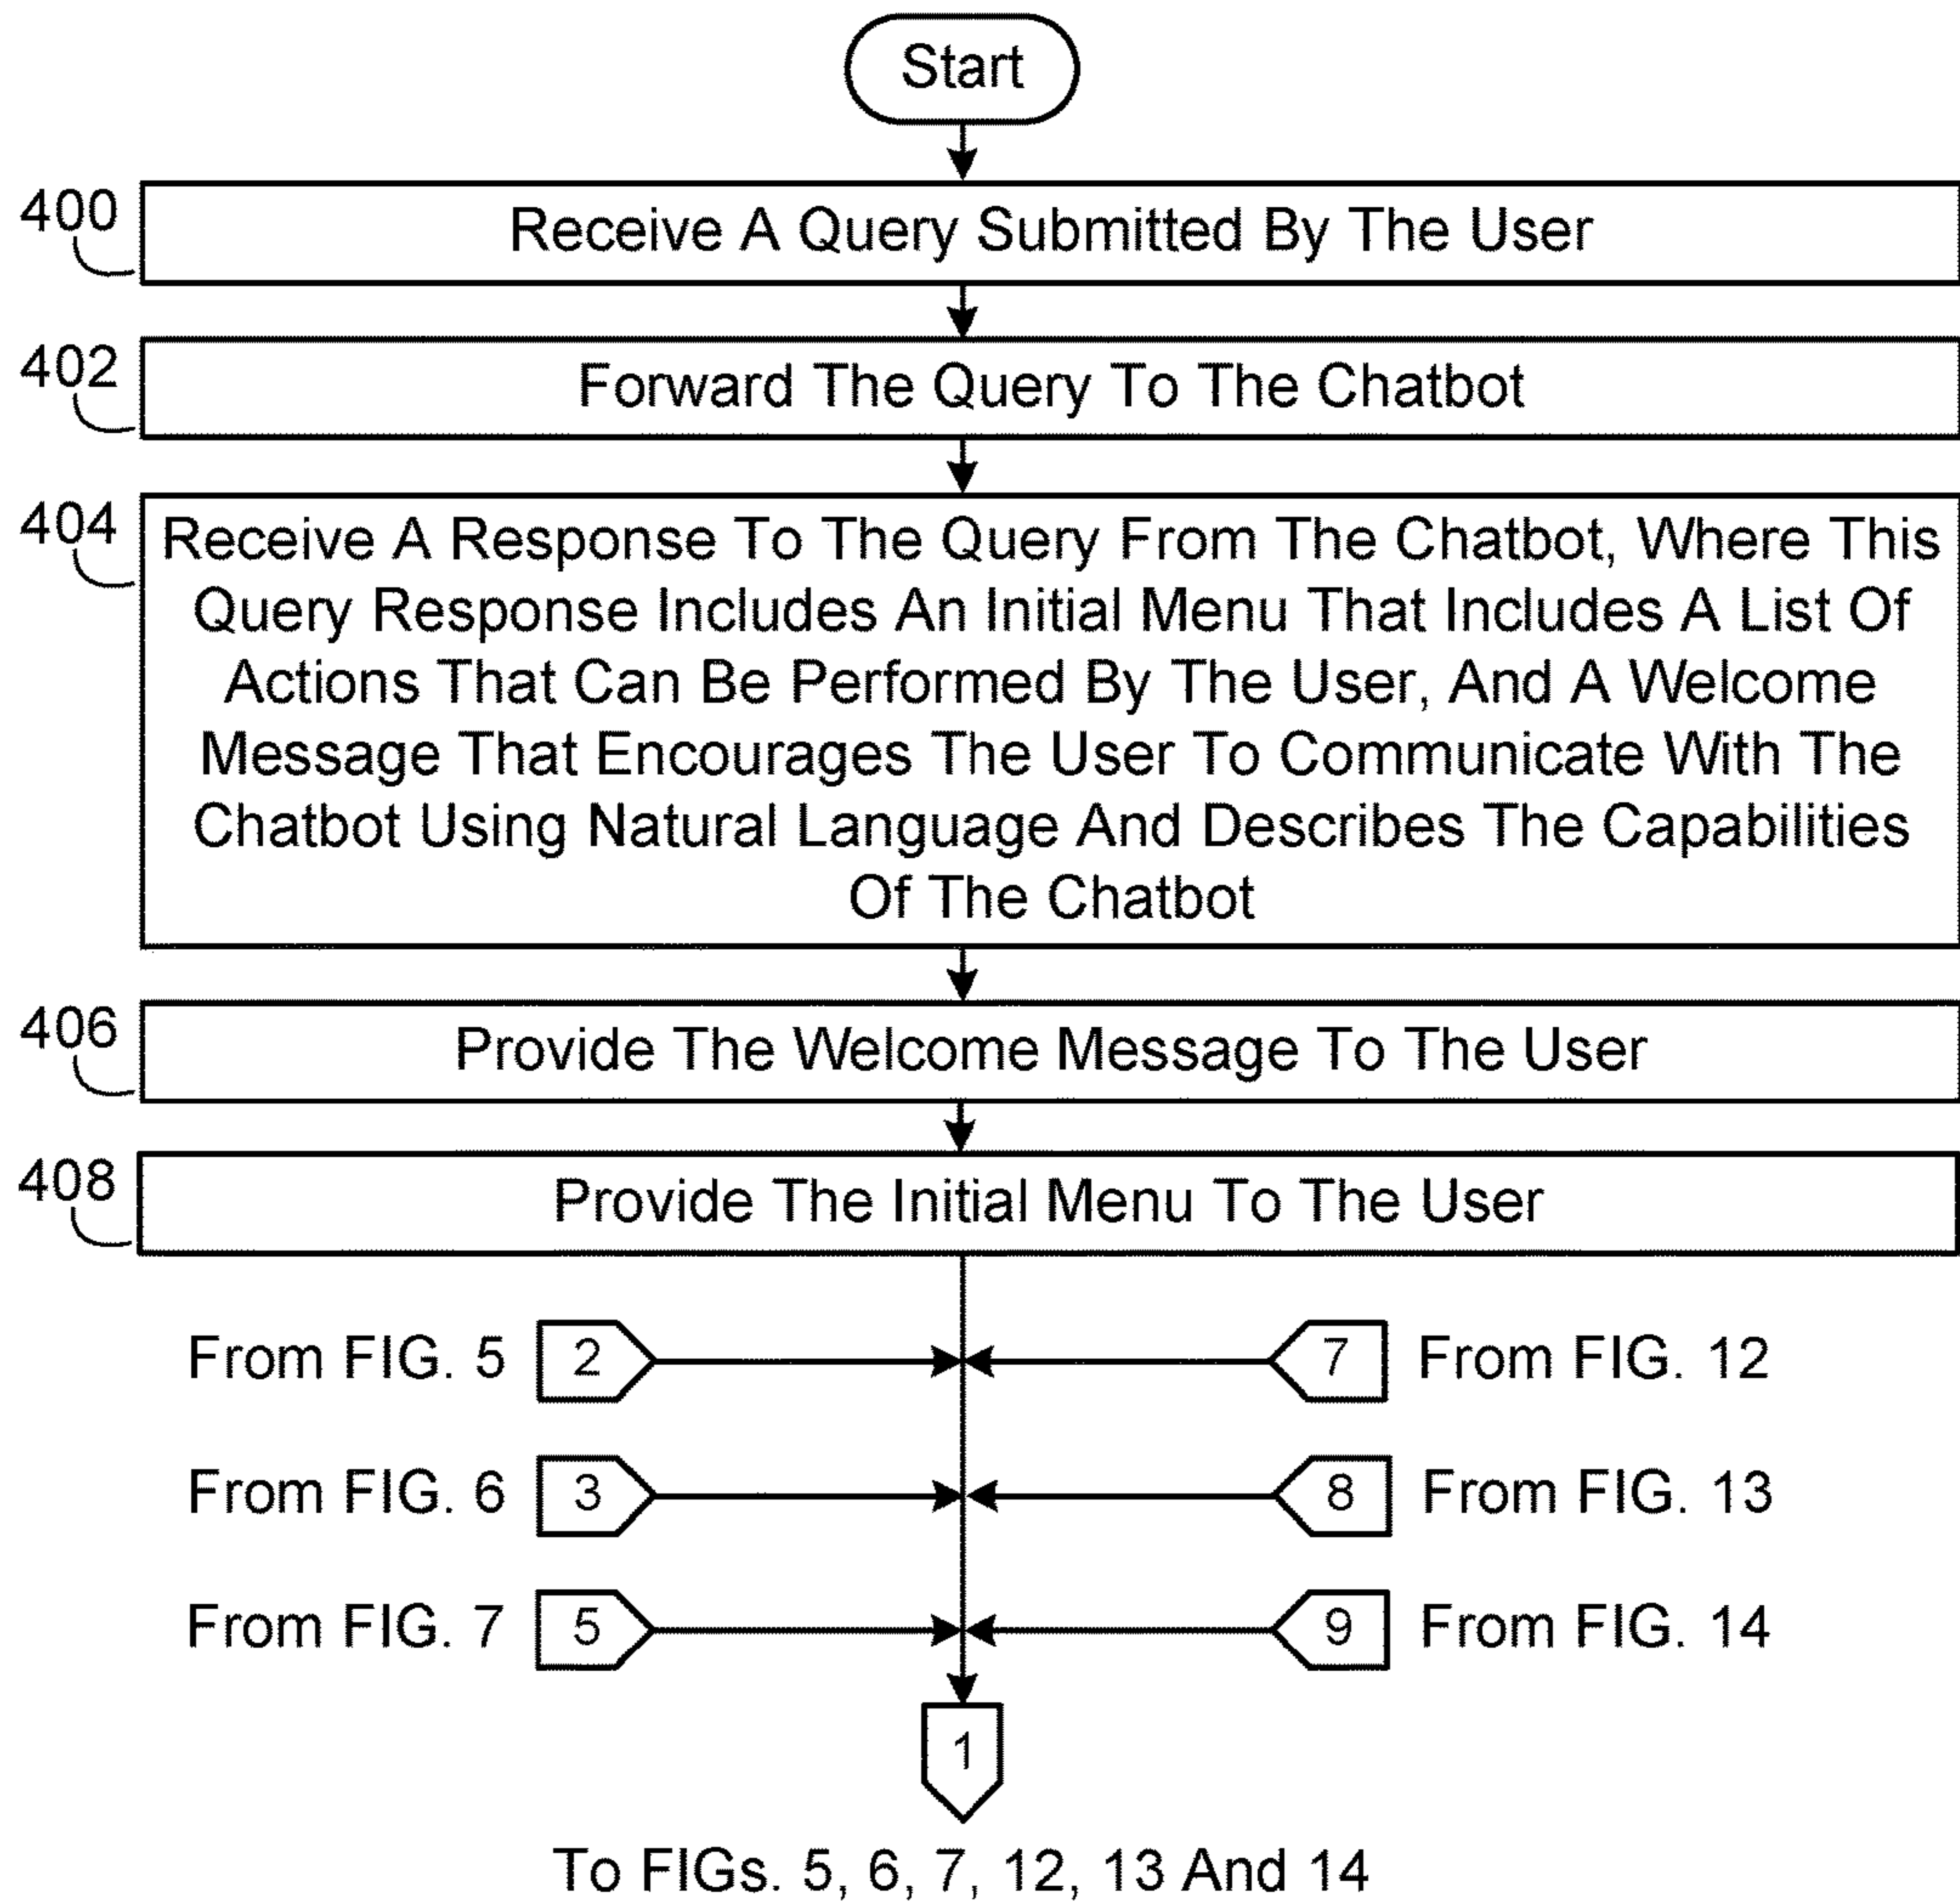 Start
400
Receive A Query Submitted By The User
402
Forward The Query To The Chatbot
404
Receive A Response To The Query From The Chatbot, Where This
Query Response Includes An Initial Menu That Includes A List Of
Actions That Can Be Performed By The User, And A Welcome
Message That Encourages The User To Communicate With The
Chatbot Using Natural Language And Describes The Capabilities
Of The Chatbot
406
Provide The Welcome Message To The User
408
Provide The Initial Menu To The User
From FIG. 5 2 7 From FIG. 12
From FIG. 6 3 8 From FIG. 13
From FIG. 7 5 9 From FIG. 14
1
To FIGs. 5, 6, 7, 12, 13 And 14